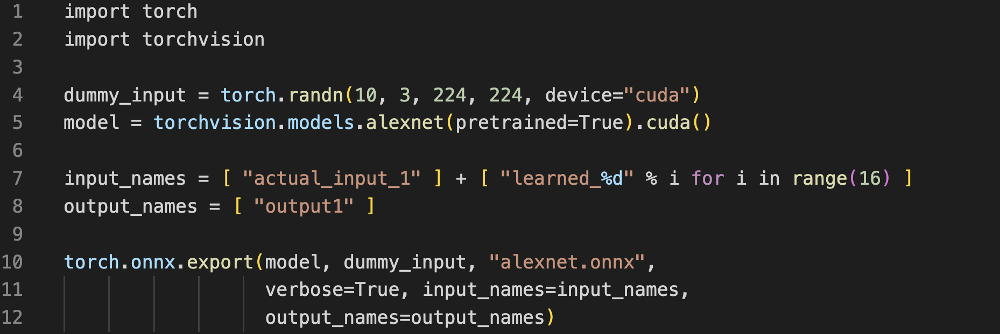 1 import torch
2 import torchvision
3
4 dummy_input = torch.randn(10, 3, 224, 224, device="cuda")
5 model = torchvision.models.alexnet(pretrained=True).cuda()
6
7 input_names = [ "actual_input_1" ] + [ "learned_%d" % i for i in range(16) ]
8 output_names = [ "output1" ]
9
10 torch.onnx.export(model, dummy_input, "alexnet.onnx",
11                   verbose=True, input_names=input_names,
12                   output_names=output_names)